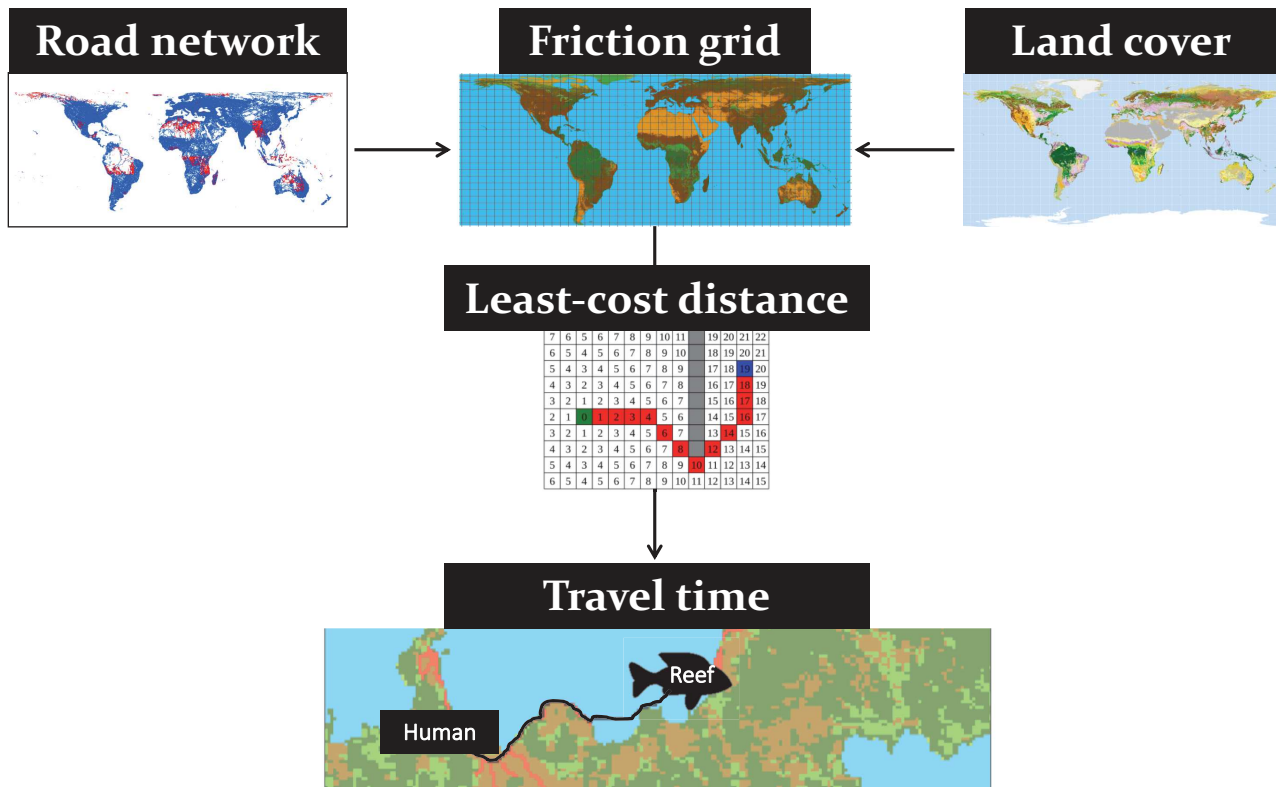 Road network
Friction grid
Land cover
Least-cost distance
7 6 5 6 7 8 9 10 11 19 20 21 22
6 5 4 5 6 7 8 9 10 18 19 20 21
5 4 3 4 5 6 7 8 9 17 18 19 20
4 3 2 3 4 5 6 7 8 16 17 18 19
3 2 1 2 3 4 5 6 7 15 16 17 18
2 1 0 1 2 3 4 5 6 14 15 16 17
3 2 1 2 3 4 5 6 7 13 14 15 16
4 3 2 3 4 5 6 7 8 12 13 14 15
5 4 3 4 5 6 7 8 9 10 11 12 13 14
6 5 4 5 6 7 8 9 10 11 12 13 14 15
Travel time
Reef
Human